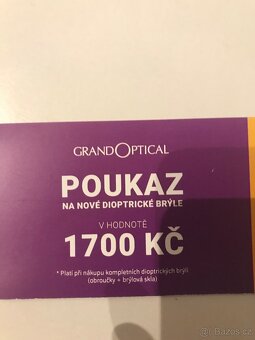 GRANDOPTICAL
POUKAZ
NA NOVÉ DIOPTRICKÉ BRÝLE
V HODNOTĚ
1700 KČ
* Platí při nákupu kompletních dioptrických brýlí
(obroučky + brýlová skla)
Bazos.cz